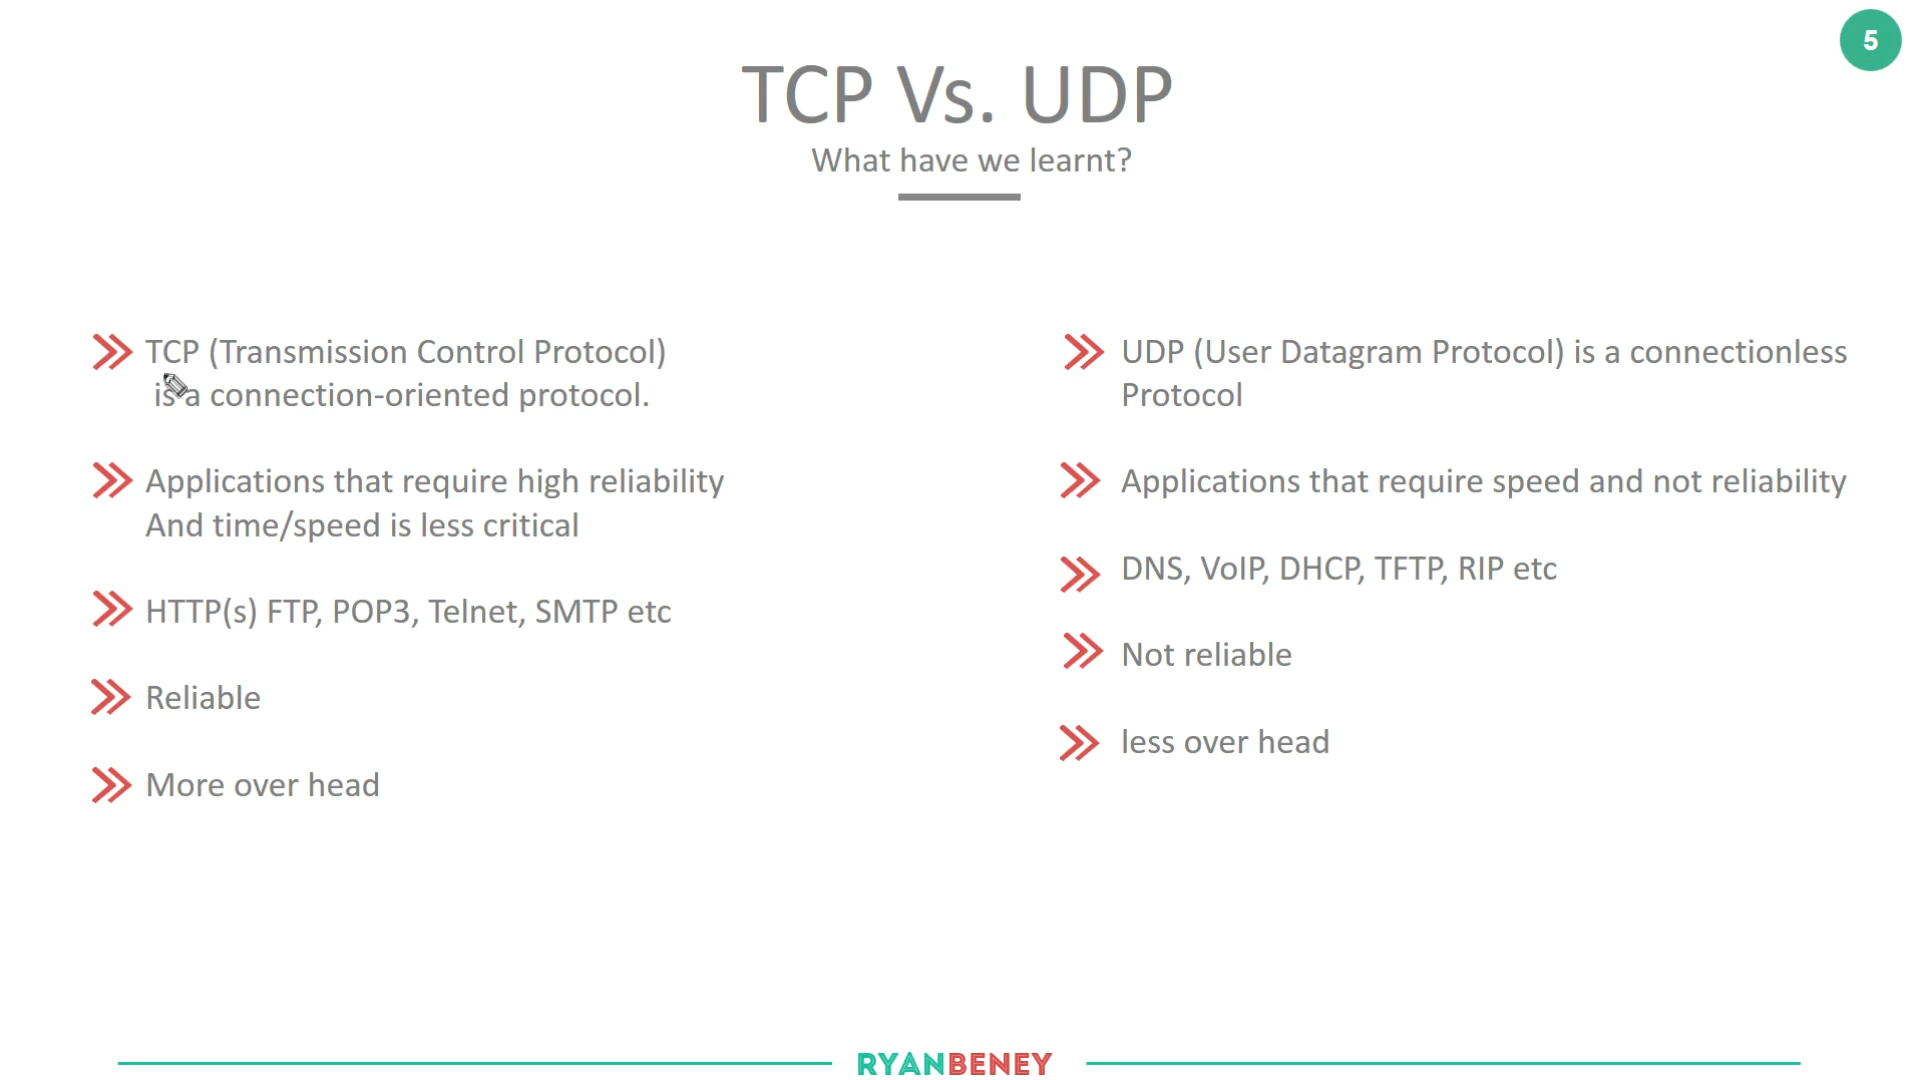 5
TCP Vs. UDP
What have we learnt?
TCP (Transmission Control Protocol)
is a connection-oriented protocol.
Applications that require high reliability
And time/speed is less critical
HTTP(s) FTP, POP3, Telnet, SMTP etc
Reliable
More over head
UDP (User Datagram Protocol) is a connectionless
Protocol
Applications that require speed and not reliability
DNS, VoIP, DHCP, TFTP, RIP etc
Not reliable
less over head
RYANBENEY